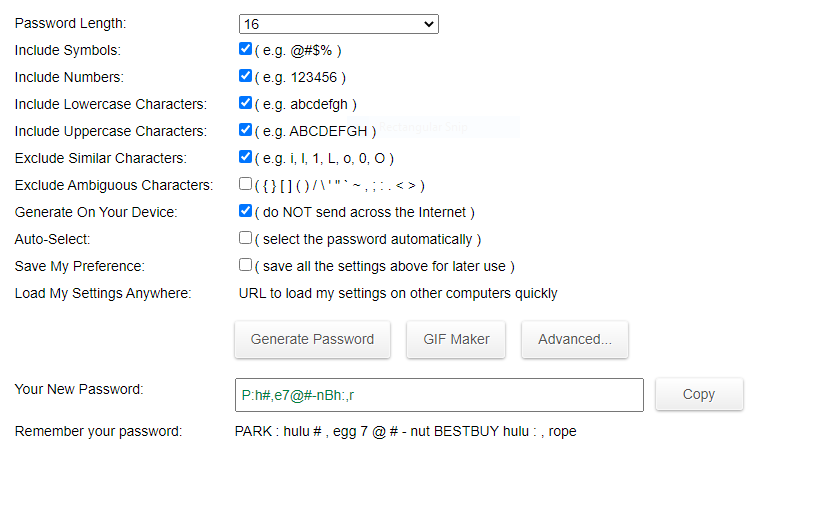 Password Length: 16
Include Symbols: ( e.g. @#$% )
Include Numbers: ( e.g. 123456 )
Include Lowercase Characters: ( e.g. abcdefgh )
Include Uppercase Characters: ( e.g. ABCDEFGH )
Exclude Similar Characters: ( e.g. i, l, 1, L, o, 0, O )
Exclude Ambiguous Characters: ( { } [ ] ( ) / \ ' " ` ~ , ; : . < > )
Generate On Your Device: ( do NOT send across the Internet )
Auto-Select: ( select the password automatically )
Save My Preference: ( save all the settings above for later use )
Load My Settings Anywhere: URL to load my settings on other computers quickly
Generate Password GIF Maker Advanced...
Your New Password: P:h#,e7@#-nBh:,r Copy
Remember your password: PARK : hulu # , egg 7 @ # - nut BESTBUY hulu : , rope